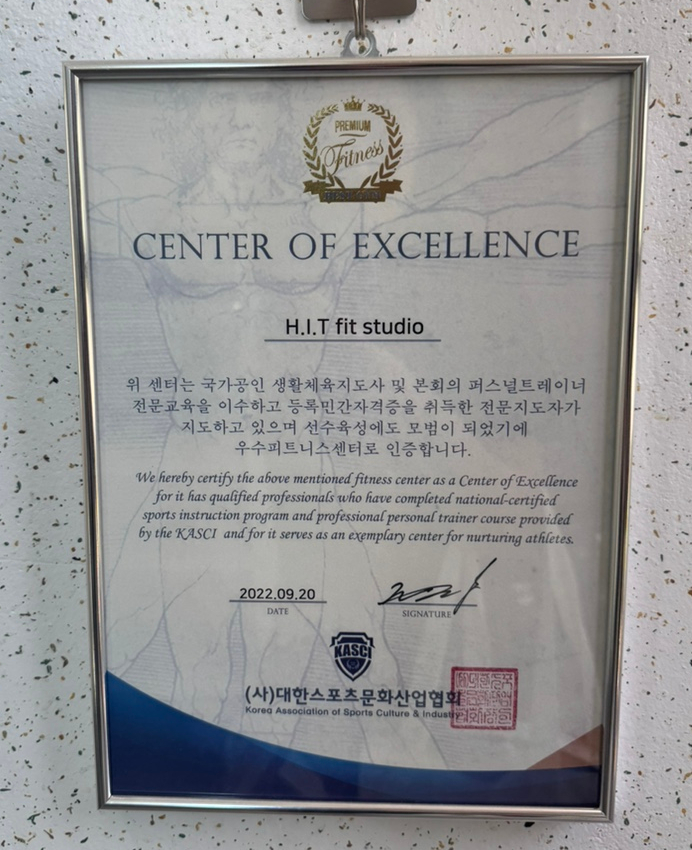 PREMIUM
Fitness
CENTER OF EXCELLENCE
H.I.T fit studio
위 센터는 국가공인 생활체육지도사 및 본회의 퍼스널트레이너
전문교육을 이수하고 등록민간자격증을 취득한 전문지도자가
지도하고 있으며 선수육성에도 모범이 되었기에
우수피트니스센터로 인증합니다.
We hereby certify the above mentioned fitness center as a Center of Excellence
for it has qualified professionals who have completed national-certified
sports instruction program and professional personal trainer course provided
by the KASCI and for it serves as an exemplary center for nurturing athletes.
2022.09.20
DATE
SIGNATURE
KASCI
(사)대한스포츠문화산업협회
Korea Association of Sports Culture & Industry